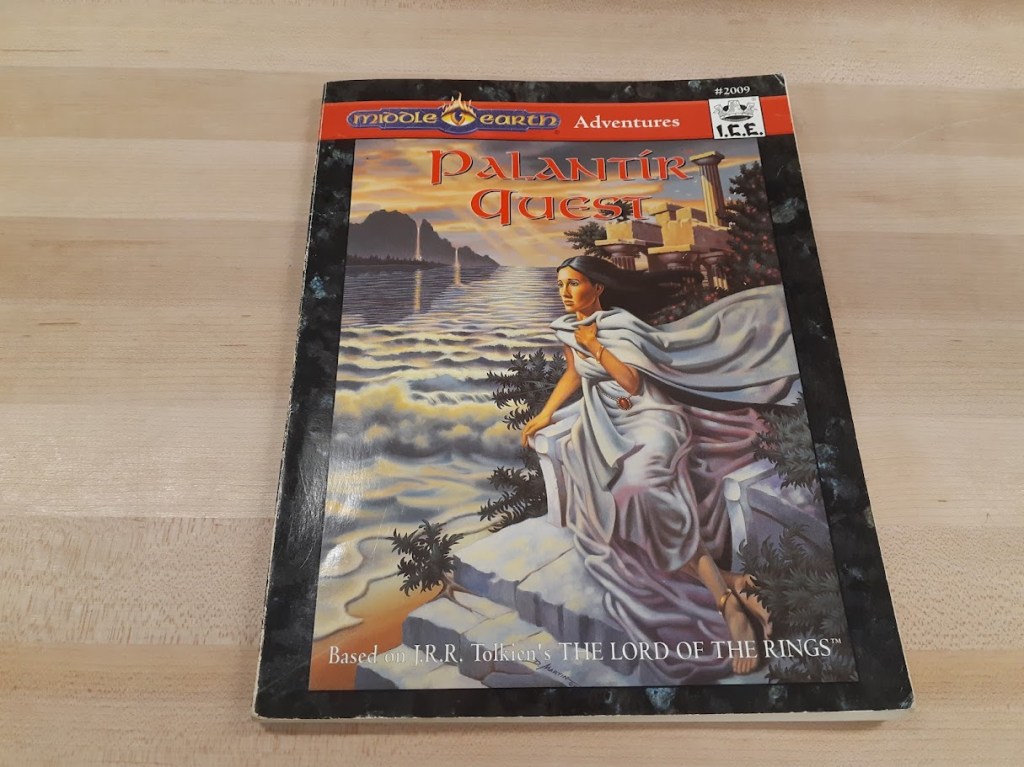 #2009
MIDDLE EARTH Adventures
I.C.E.
PALANTÍR
QUEST
Based on J.R.R. Tolkien's THE LORD OF THE RINGS™